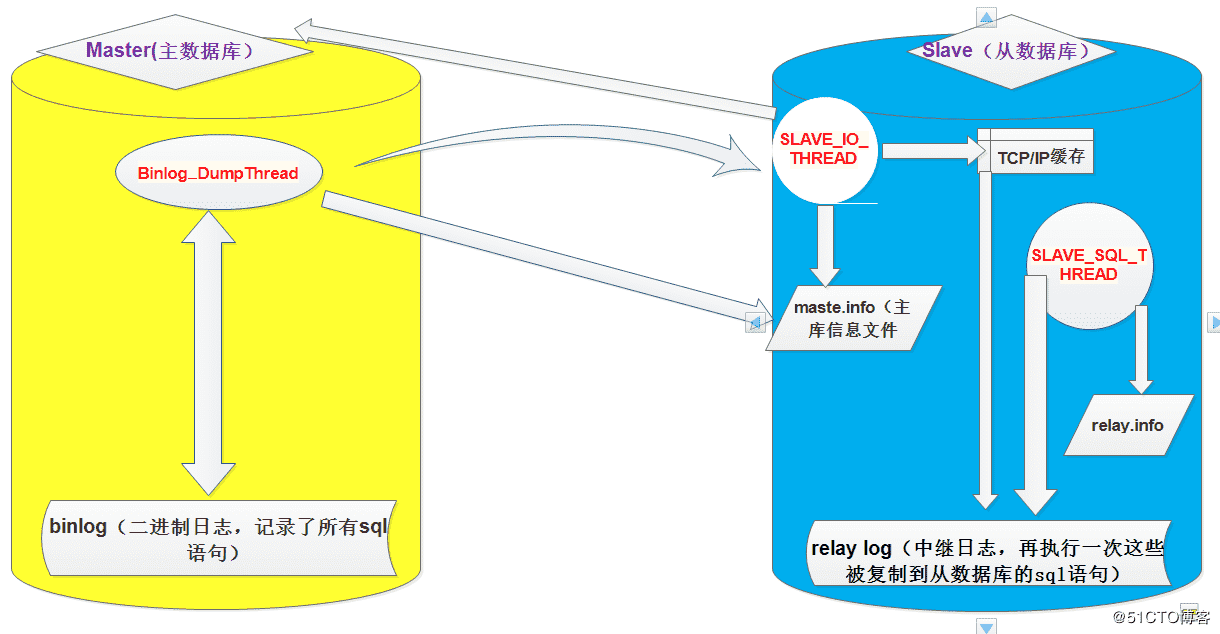 Master(主数据库）
Slave（从数据库）
Binlog_DumpThread
SLAVE_IO_
THREAD
TCP/IP缓存
SLAVE_SQL_T
HREAD
maste.info（主
库信息文件
relay.info
binlog（二进制日志，记录了所有sql
语句）
relay log（中继日志，再执行一次这些
被复制到从数据库的sql语句）
@51CTO博客